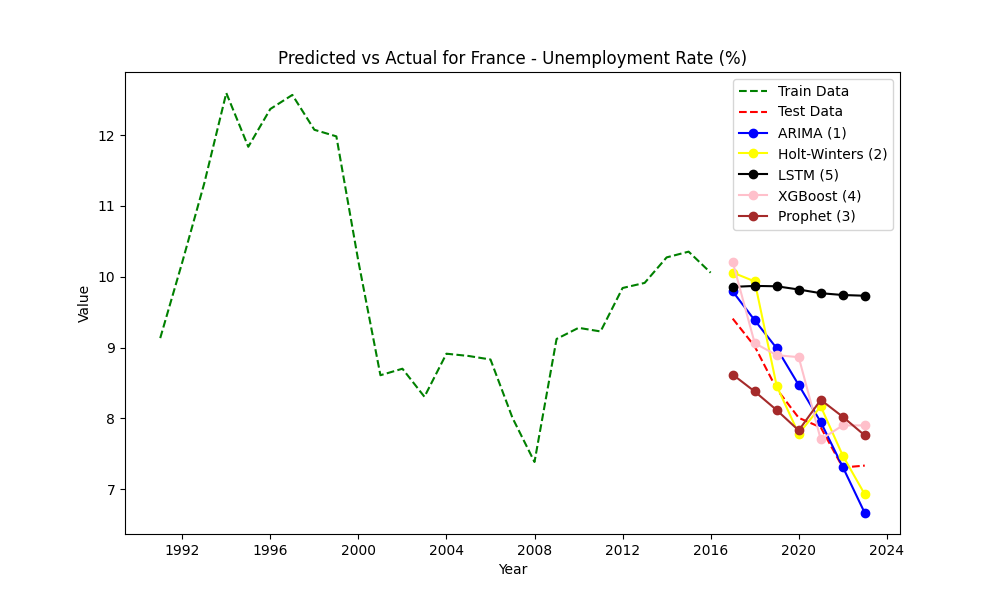 Predicted vs Actual for France - Unemployment Rate (%)
Train Data
Test Data
ARIMA (1)
Holt-Winters (2)
LSTM (5)
XGBoost (4)
Prophet (3)
Value
12
11
10
9
8
7
1992 1996 2000 2004 2008 2012 2016 2020 2024
Year